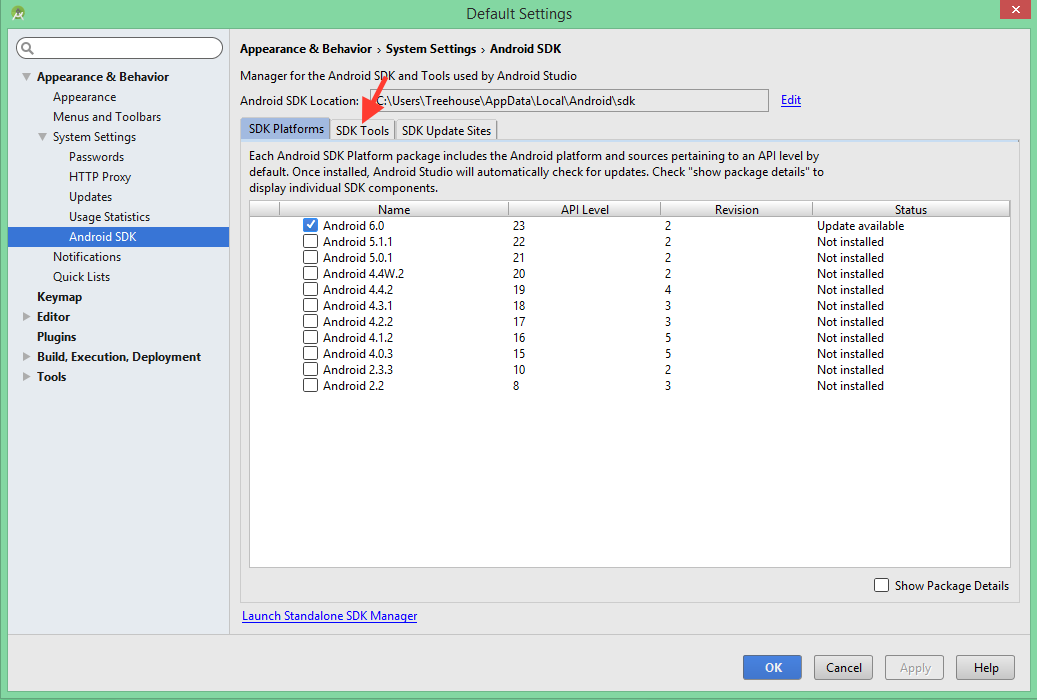 Default Settings
Appearance & Behavior
Appearance
Menus and Toolbars
System Settings
Passwords
HTTP Proxy
Updates
Usage Statistics
Android SDK
Notifications
Quick Lists
Keymap
Editor
Plugins
Build, Execution, Deployment
Tools
Appearance & Behavior › System Settings › Android SDK
Manager for the Android SDK and Tools used by Android Studio
Android SDK Location: C:\Users\Treehouse\AppData\Local\Android\sdk Edit
SDK Platforms SDK Tools SDK Update Sites
Each Android SDK Platform package includes the Android platform and sources pertaining to an API level by
default. Once installed, Android Studio will automatically check for updates. Check "show package details" to
display individual SDK components.
Name API Level Revision Status
Android 6.0 23 2 Update available
Android 5.1.1 22 2 Not installed
Android 5.0.1 21 2 Not installed
Android 4.4W.2 20 2 Not installed
Android 4.4.2 19 4 Not installed
Android 4.3.1 18 3 Not installed
Android 4.2.2 17 3 Not installed
Android 4.1.2 16 5 Not installed
Android 4.0.3 15 5 Not installed
Android 2.3.3 10 2 Not installed
Android 2.2 8 3 Not installed
Show Package Details
Launch Standalone SDK Manager
OK Cancel Apply Help